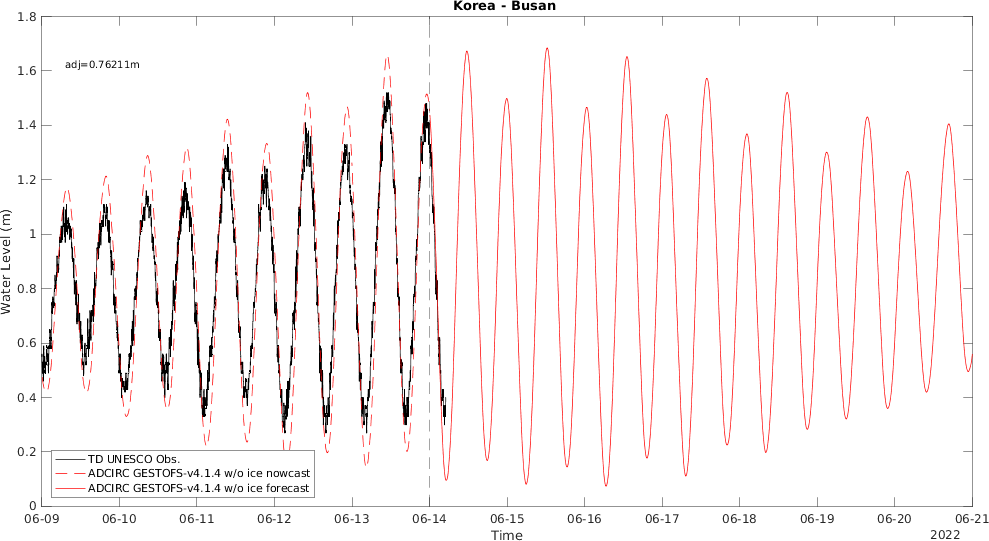 Korea - Busan
1.8
1.6
1.4
1.2
1
0.8
0.6
0.4
0.2
0
Water Level (m)
adj=0.76211m
TD UNESCO Obs.
ADCIRC GESTOFS-v4.1.4 w/o ice nowcast
ADCIRC GESTOFS-v4.1.4 w/o ice forecast
06-09 06-10 06-11 06-12 06-13 06-14 06-15 06-16 06-17 06-18 06-19 06-20 06-21
Time
2022